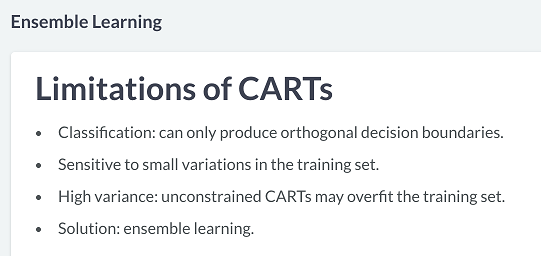 Ensemble Learning
Limitations of CARTs
• Classification: can only produce orthogonal decision boundaries.
• Sensitive to small variations in the training set.
• High variance: unconstrained CARTs may overfit the training set.
• Solution: ensemble learning.